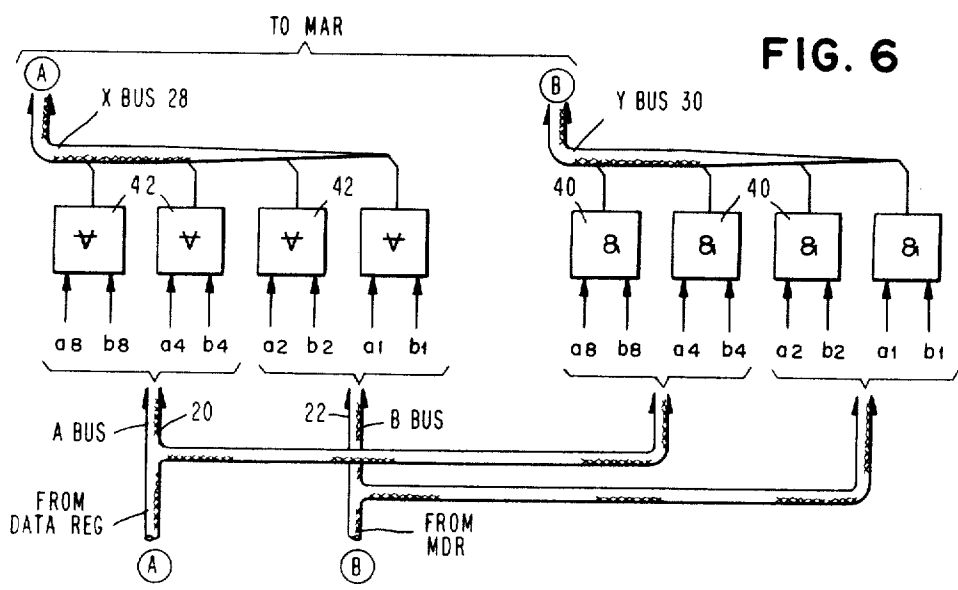 TO MAR
FIG. 6
A
B
X BUS 28
Y BUS 30
42 42 40 40
∀ ∀ ∀ ∀ & & & &
a8 b8 a4 b4 a2 b2 a1 b1 a8 b8 a4 b4 a2 b2 a1 b1
A BUS 20 22 B BUS
FROM
DATA REG
FROM
MDR
A
B